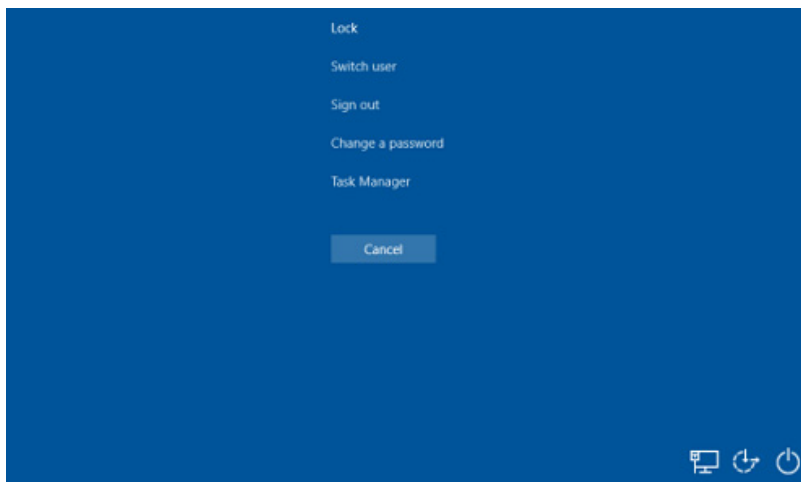 Lock
Switch user
Sign out
Change a password
Task Manager
Cancel